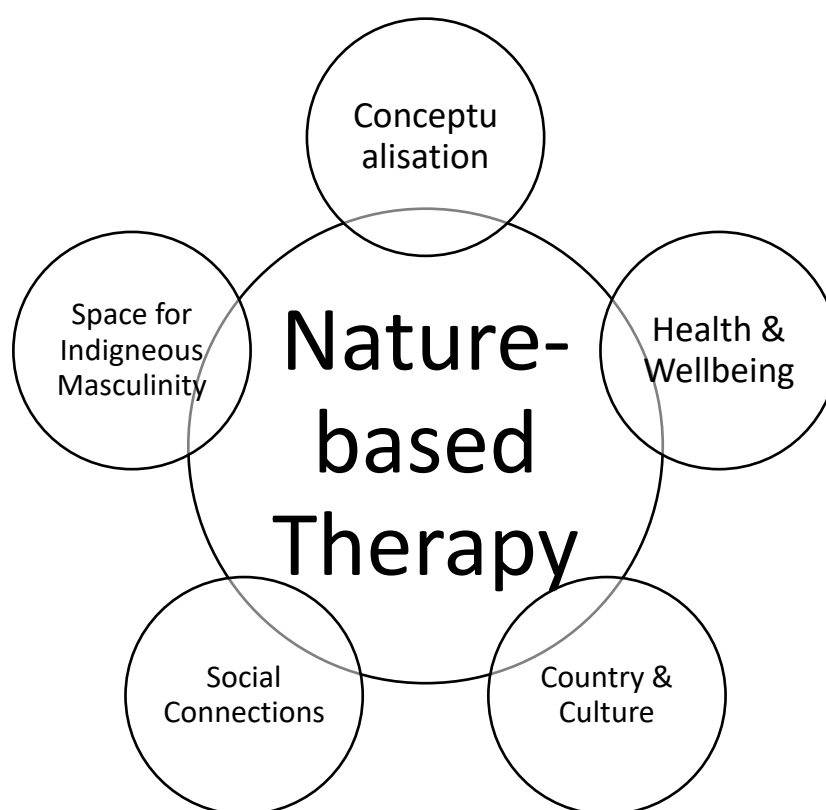 Conceptu
alisation
Space for
Indigneous
Masculinity
Nature-
based
Therapy
Health &
Wellbeing
Social
Connections
Country &
Culture